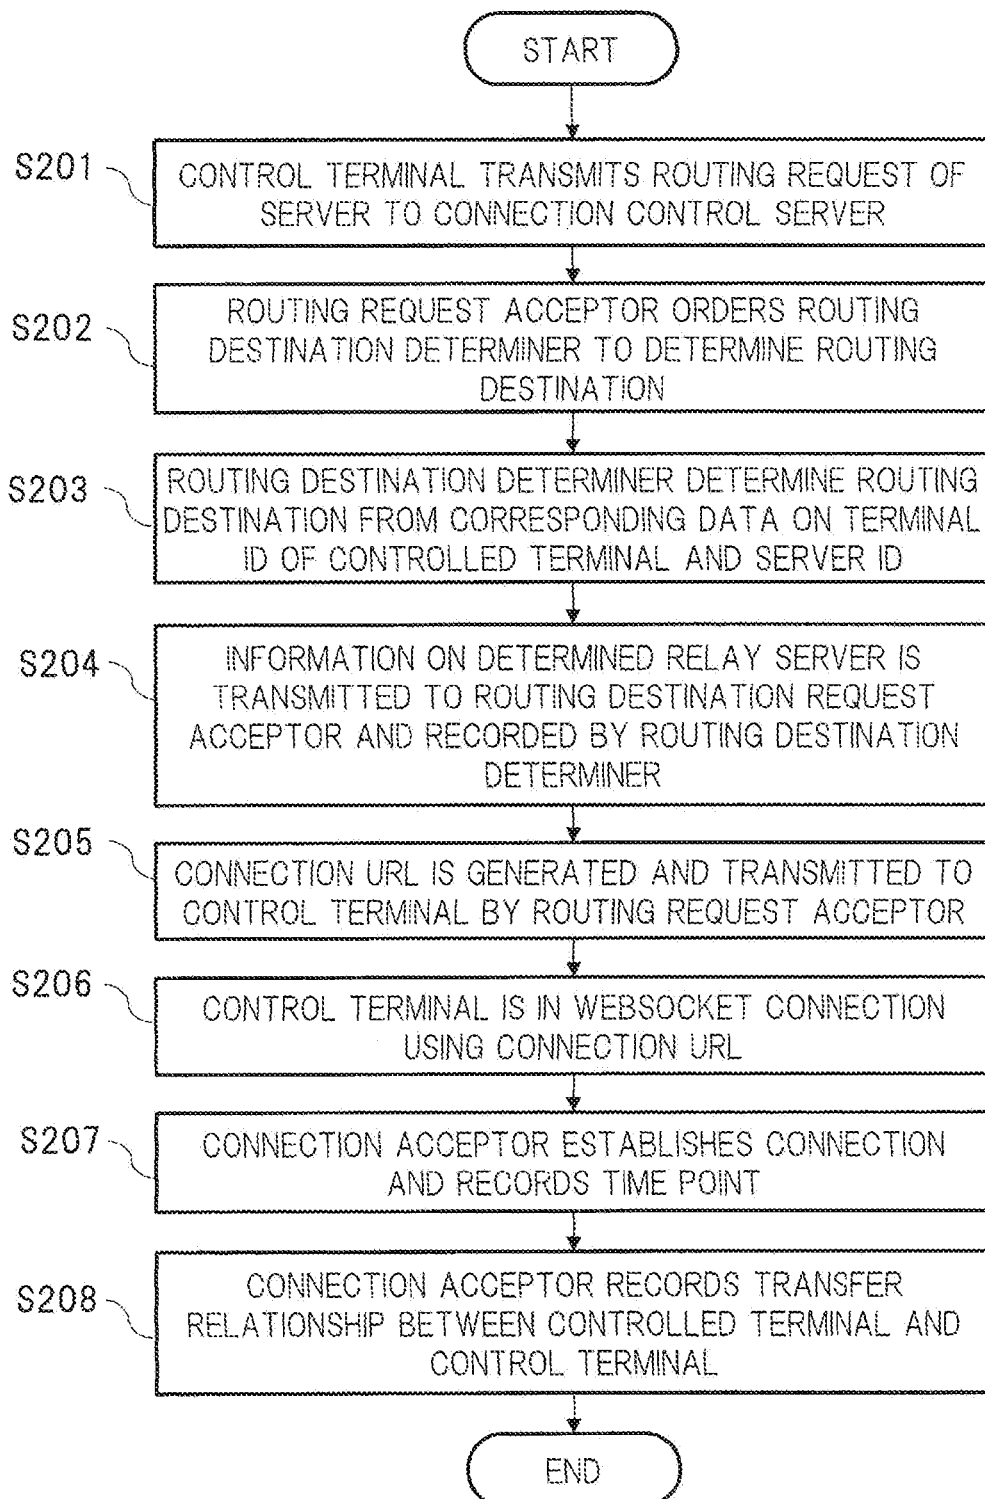 START
S201
CONTROL TERMINAL TRANSMITS ROUTING REQUEST OF
SERVER TO CONNECTION CONTROL SERVER
S202
ROUTING REQUEST ACCEPTOR ORDERS ROUTING
DESTINATION DETERMINER TO DETERMINE ROUTING
DESTINATION
S203
ROUTING DESTINATION DETERMINER DETERMINE ROUTING
DESTINATION FROM CORRESPONDING DATA ON TERMINAL
ID OF CONTROLLED TERMINAL AND SERVER ID
S204
INFORMATION ON DETERMINED RELAY SERVER IS
TRANSMITTED TO ROUTING DESTINATION REQUEST
ACCEPTOR AND RECORDED BY ROUTING DESTINATION
DETERMINER
S205
CONNECTION URL IS GENERATED AND TRANSMITTED TO
CONTROL TERMINAL BY ROUTING REQUEST ACCEPTOR
S206
CONTROL TERMINAL IS IN WEBSOCKET CONNECTION
USING CONNECTION URL
S207
CONNECTION ACCEPTOR ESTABLISHES CONNECTION
AND RECORDS TIME POINT
S208
CONNECTION ACCEPTOR RECORDS TRANSFER
RELATIONSHIP BETWEEN CONTROLLED TERMINAL AND
CONTROL TERMINAL
END